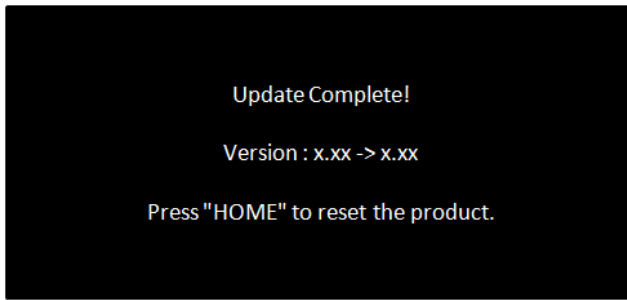 Update Complete!
Version : x.xx -> x.xx
Press "HOME" to reset the product.